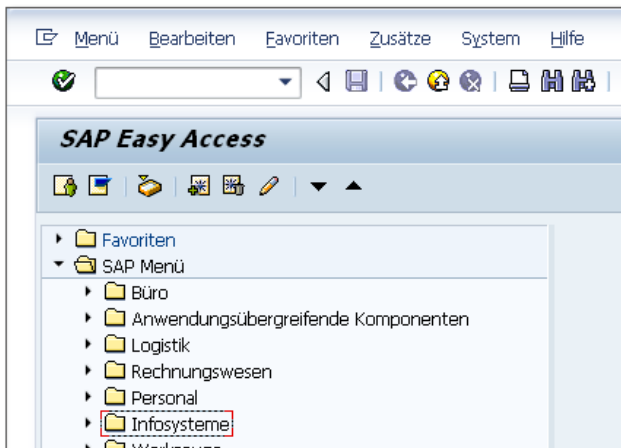 Menü Bearbeiten Favoriten Zusätze System Hilfe
SAP Easy Access
Favoriten
SAP Menü
Büro
Anwendungsübergreifende Komponenten
Logistik
Rechnungswesen
Personal
Infosysteme
Werkzeuge